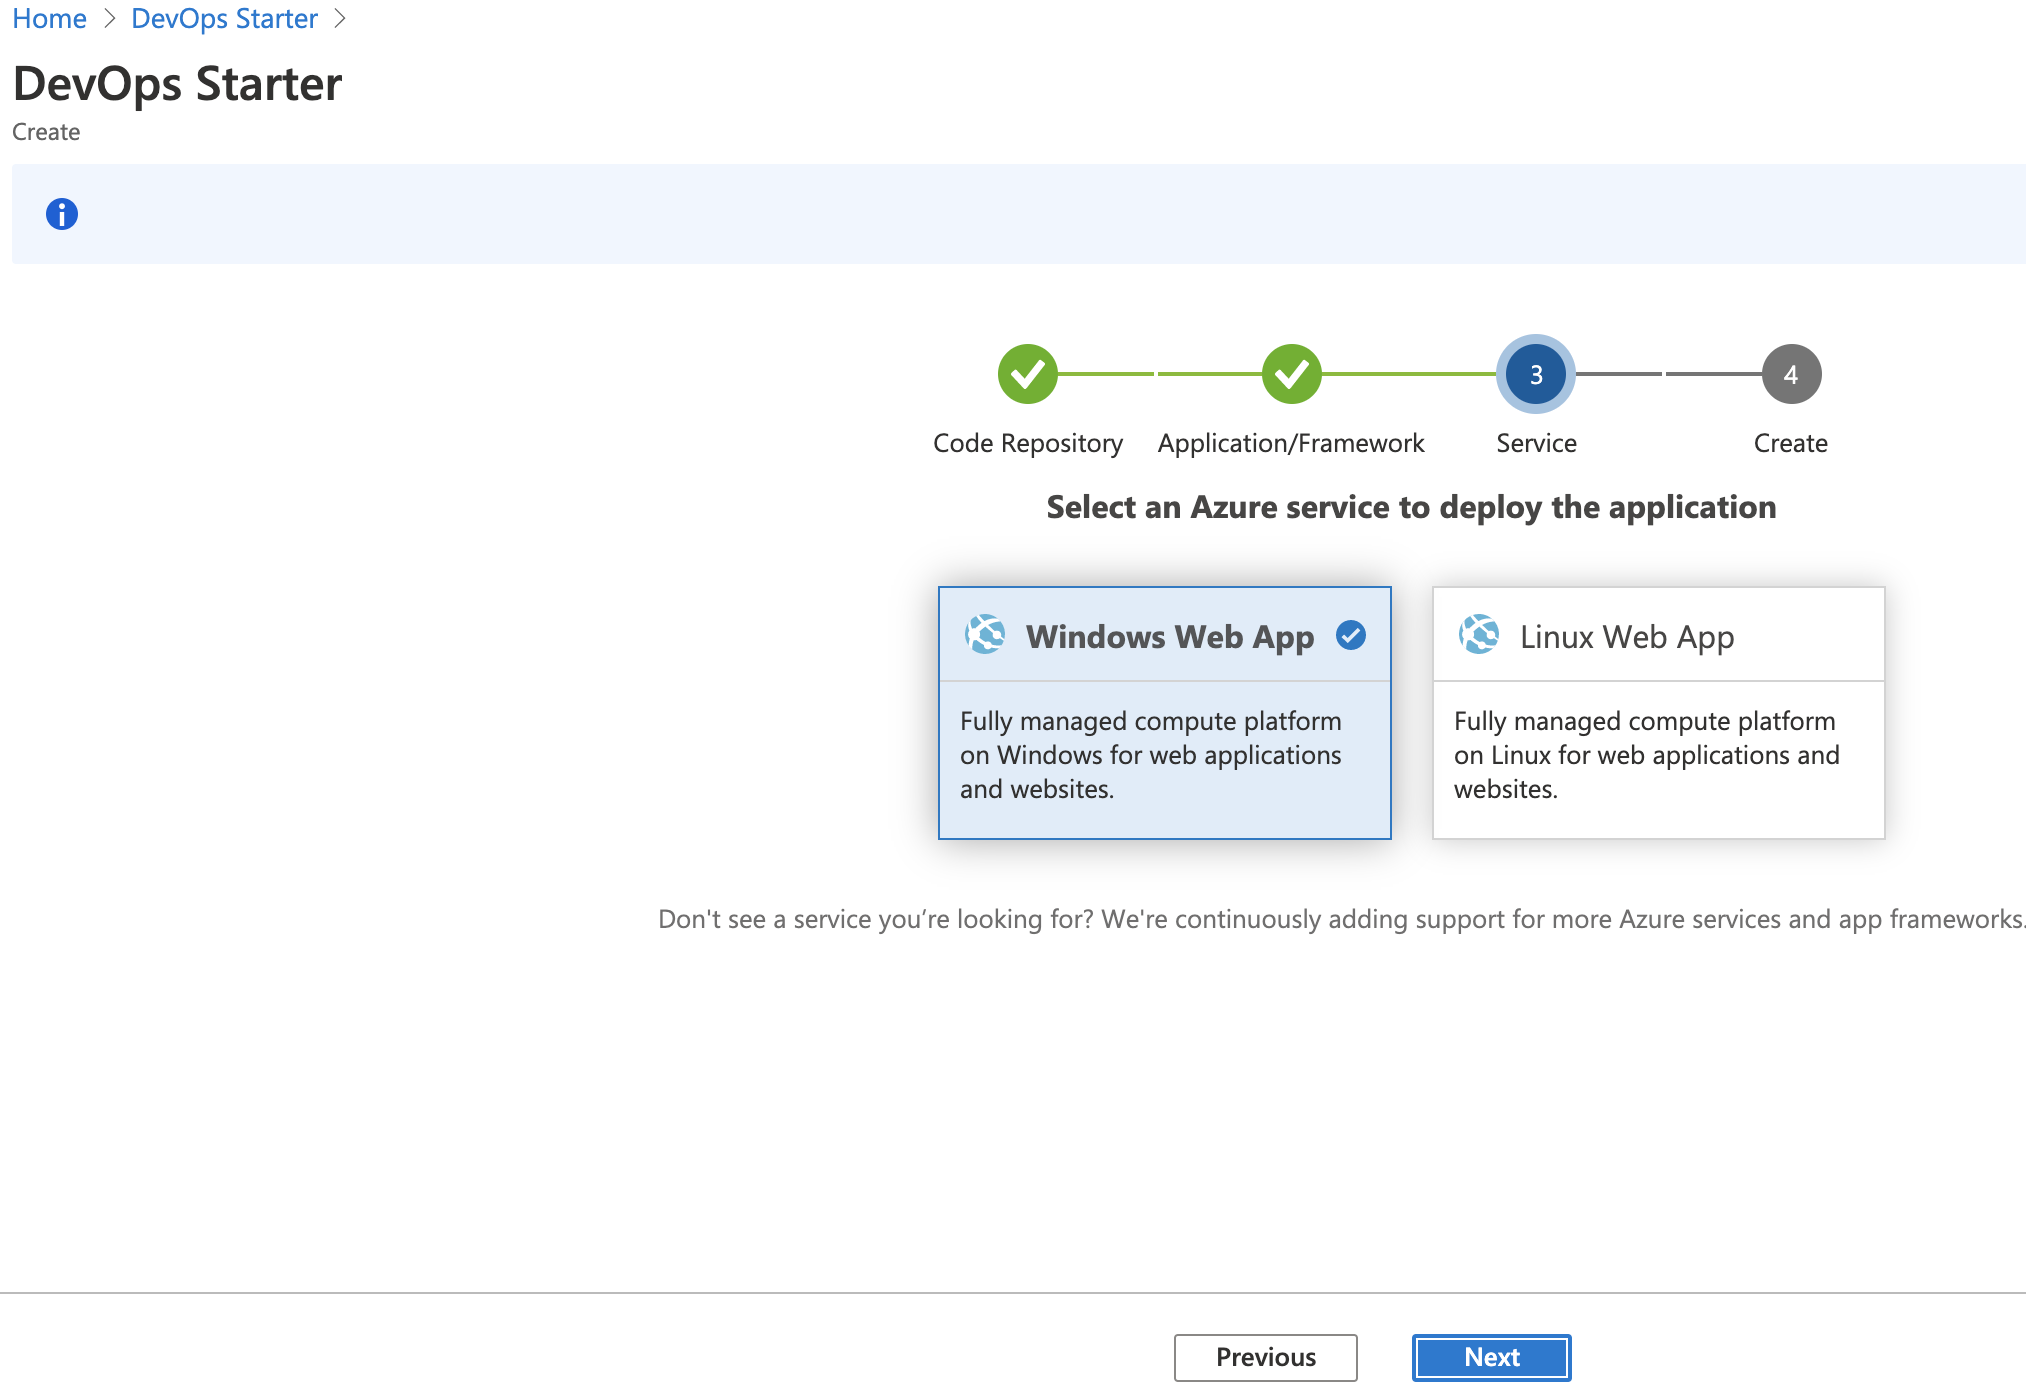 Home > DevOps Starter >
DevOps Starter
Create
3
4
Code Repository
Application/Framework
Service
Create
Select an Azure service to deploy the application
Windows Web App
Fully managed compute platform
on Windows for web applications
and websites.
Linux Web App
Fully managed compute platform
on Linux for web applications and
websites.
Don't see a service you’re looking for? We're continuously adding support for more Azure services and app frameworks.
Previous
Next